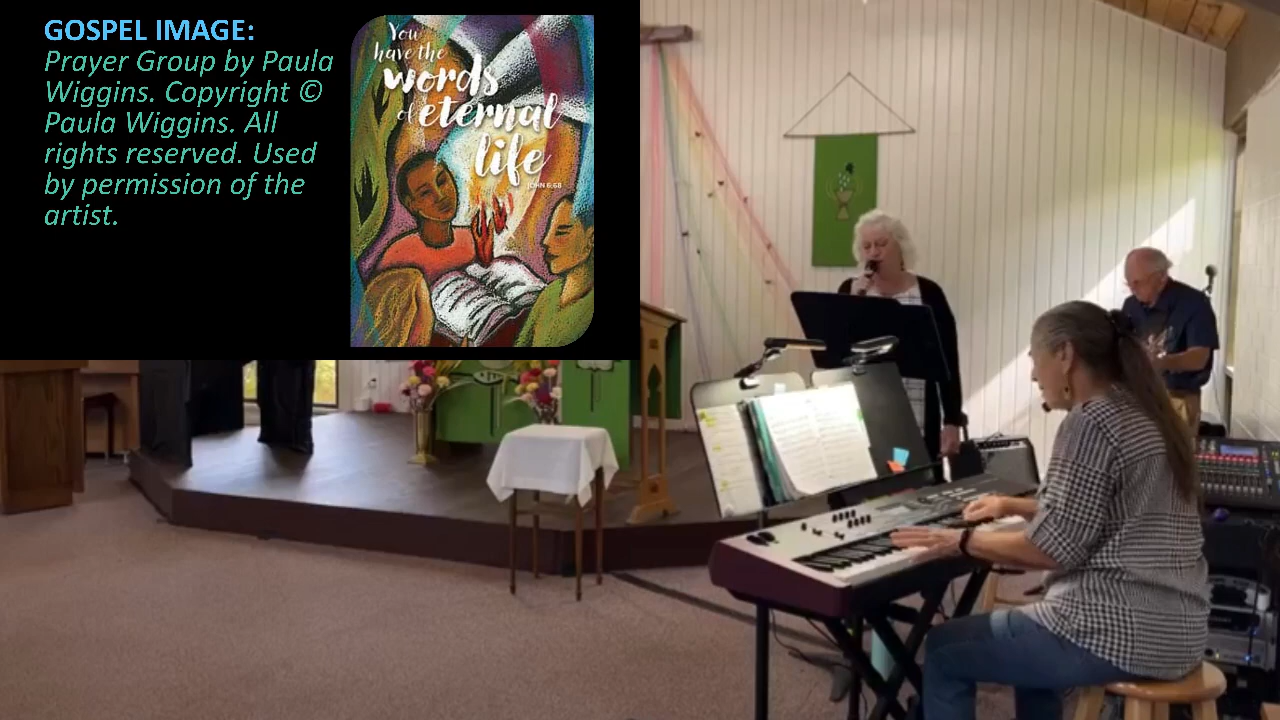 GOSPEL IMAGE:
Prayer Group by Paula
Wiggins. Copyright ©
Paula Wiggins. All
rights reserved. Used
by permission of the
artist.
You
have the
words
of eternal
life
JOHN 6:68